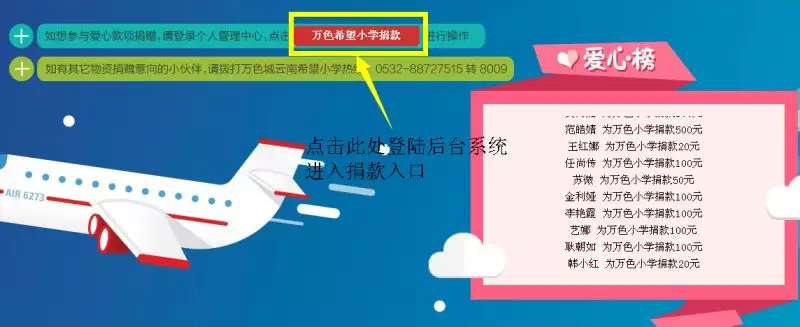 如想参与爱心款项捐赠,请登录个人管理中心,点击 万色希望小学捐款 进行操作
如有其它物资捐赠意向的小伙伴,请拨打万色城云南希望小学热线 0532-88727515 转 8009
点击此处登陆后台系统
进入捐款入口
AIR 6273
爱心榜
范皓婧 为万色小学捐款500元
王红娜 为万色小学捐款20元
任尚传 为万色小学捐款100元
苏微 为万色小学捐款50元
金利娅 为万色小学捐款100元
李艳霞 为万色小学捐款100元
艺娜 为万色小学捐款100元
耿朝如 为万色小学捐款100元
韩小红 为万色小学捐款20元